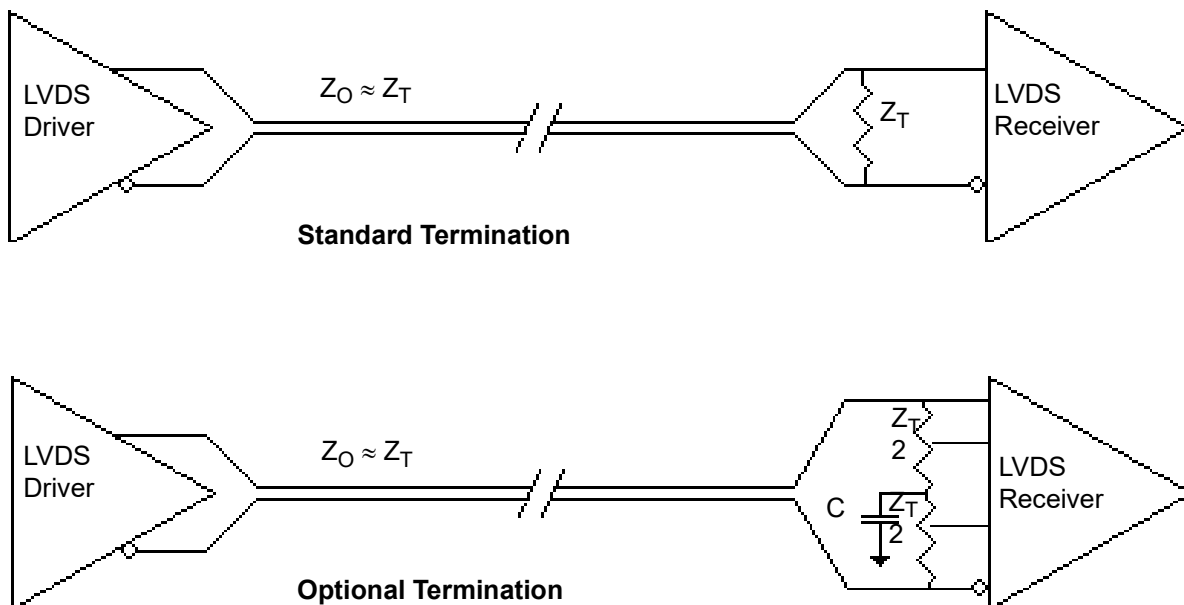 LVDS
Driver
Z_O ≈ Z_T
Z_T
LVDS
Receiver
Standard Termination
LVDS
Driver
Z_O ≈ Z_T
Z_T
2
C
Z_T
2
LVDS
Receiver
Optional Termination